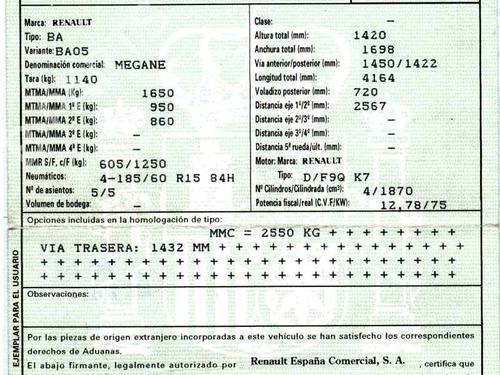 Marca: RENAULT
Tipo: BA
Variante: BA05
Denominación comercial: MEGANE
Tara (kg): 1140
MTMA/MMA (Kg): 1650
MTMA/MMA 1º E (kg): 950
MTMA/MMA 2º E (kg): 860
MTMA/MMA 3º E (kg): —
MTMA/MMA 4º E (kg): —
MMR S/F, c/F (kg): 605/1250
Neumáticos: 4-185/60 R15 84H
Nº de asientos: 5/5
Volumen de bodega: —
Clase: —
Altura total (mm): 1420
Anchura total (mm): 1698
Vía anterior/posterior (mm): 1450/1422
Longitud total (mm): 4164
Voladizo posterior (mm): 720
Distancia eje 1º/2º (mm): 2567
Distancia eje 2º/3º (mm): —
Distancia eje 3º/4º (mm): —
Distancia 5ª rueda/últ. (mm): —
Motor: Marca: RENAULT
Tipo: D/F9Q K7
Nº Cilindros/Cilindrada (cm³): 4/1870
Potencia fiscal/real (C.V.F/KW): 12,78/75
Opciones incluidas en la homologación de tipo:
MMC = 2550 KG + + + + + + + +
VIA TRASERA: 1432 MM + + + + + + + + + + + + + +
+ + + + + + + + + + + + + + + + + + + +
+ + + + + + + + + + + + + + + + + + + +
Observaciones:
Por las piezas de origen extranjero incorporadas a este vehículo se han satisfecho los correspondientes
derechos de Aduanas.
El abajo firmante, legalmente autorizado por Renault España Comercial, S. A. , certifica que
EJEMPLAR PARA EL USUARIO